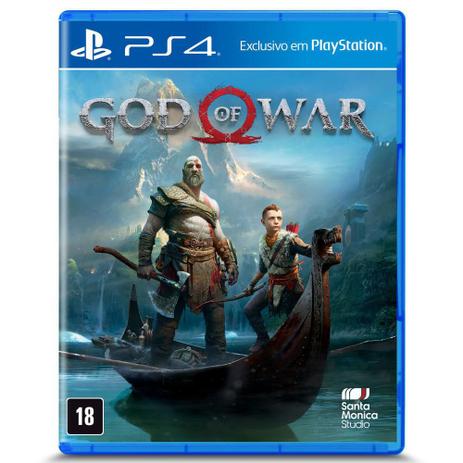 PS4
Exclusivo em PlayStation®
GOD OF WAR
18
Santa
Monica
Studio